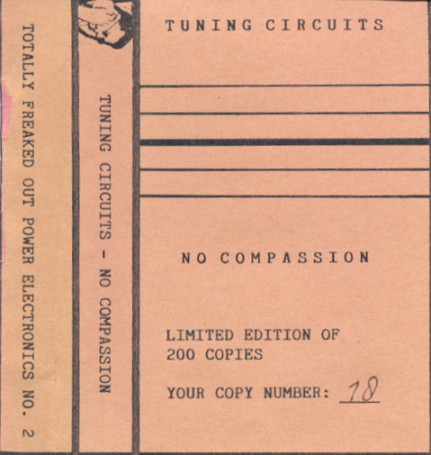 TOTALLY FREAKED OUT POWER ELECTRONICS NO. 2
TUNING CIRCUITS - NO COMPASSION
TUNING CIRCUITS
NO COMPASSION
LIMITED EDITION OF
200 COPIES
YOUR COPY NUMBER: 18